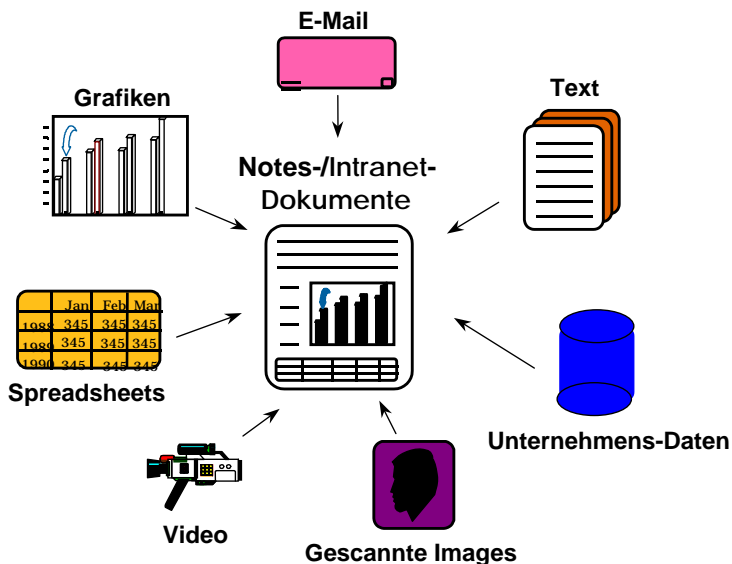 E-Mail
Grafiken
Text
Notes-/Intranet-
Dokumente
Jan Feb Mar
1988 345 345 345
1989 345 345 345
1990 345 345 345
Spreadsheets
Unternehmens-Daten
Video
Gescannte Images